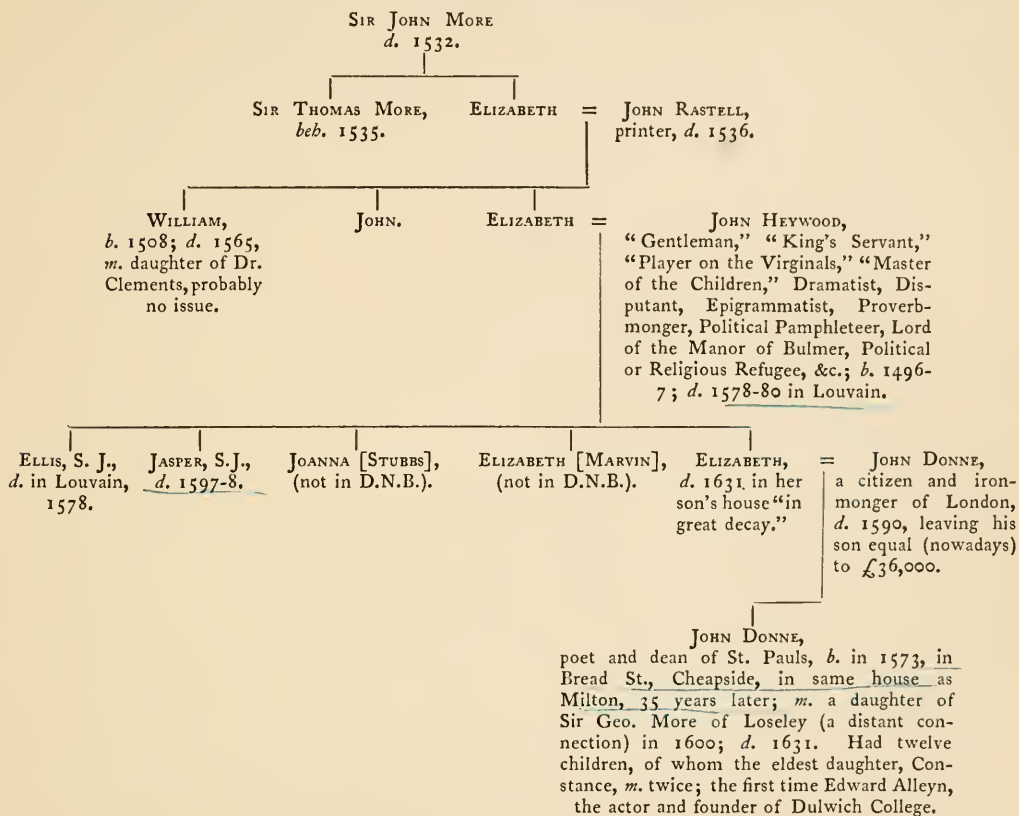 SIR JOHN MORE
d. 1532.
SIR THOMAS MORE,
beh. 1535.
ELIZABETH =
JOHN RASTELL,
printer, d. 1536.
WILLIAM,
b. 1508; d. 1565,
m. daughter of Dr.
Clements, probably
no issue.
JOHN.
ELIZABETH =
JOHN HEYWOOD,
“Gentleman,” “King's Servant,”
“Player on the Virginals,” “Master
of the Children,” Dramatist, Dis-
putant, Epigrammatist, Proverb-
monger, Political Pamphleteer, Lord
of the Manor of Bulmer, Political
or Religious Refugee, &c.; b. 1496-
7; d. 1578-80 in Louvain.
ELLIS, S. J.,
d. in Louvain,
1578.
JASPER, S.J.,
d. 1597-8.
JOANNA [STUBBS],
(not in D.N.B.).
ELIZABETH [MARVIN],
(not in D.N.B.).
ELIZABETH, =
d. 1631 in her
son's house “in
great decay.”
JOHN DONNE,
a citizen and iron-
monger of London,
d. 1590, leaving his
son equal (nowadays)
to £36,000.
JOHN DONNE,
poet and dean of St. Pauls, b. in 1573, in
Bread St., Cheapside, in same house as
Milton, 35 years later; m. a daughter of
Sir Geo. More of Loseley (a distant con-
nection) in 1600; d. 1631. Had twelve
children, of whom the eldest daughter, Con-
stance, m. twice; the first time Edward Alleyn,
the actor and founder of Dulwich College.